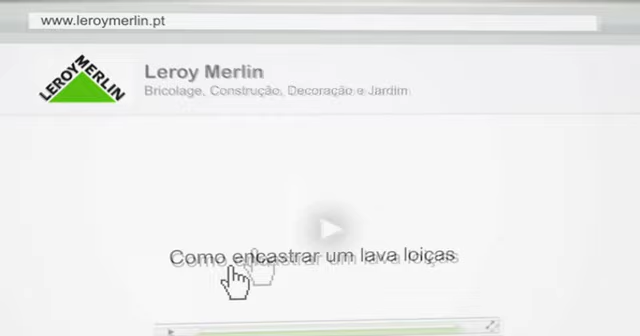 www.leroymerlin.pt
LEROY MERLIN
Leroy Merlin
Bricolage, Construção, Decoração e Jardim
Como encastrar um lava loiças